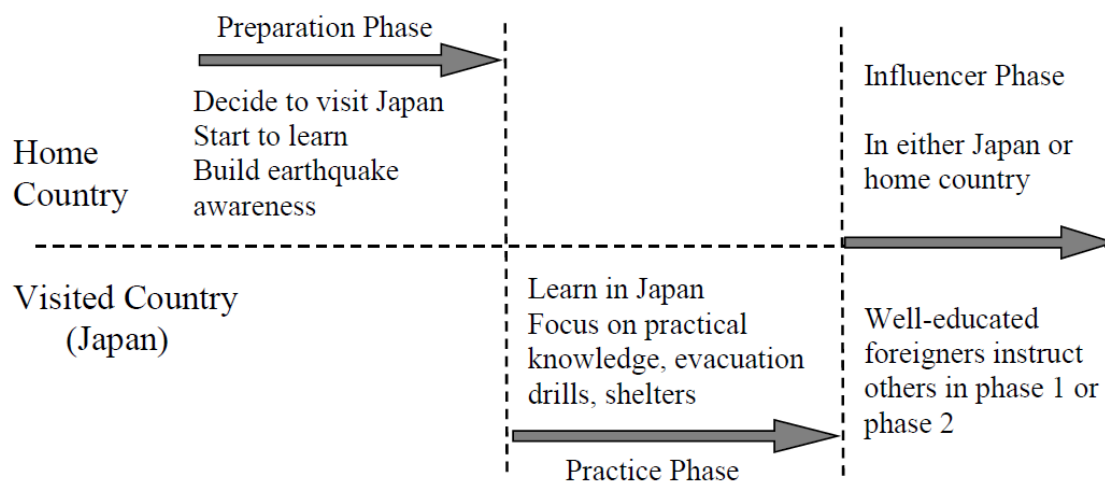 Preparation Phase
Decide to visit Japan
Start to learn
Build earthquake
awareness
Home
Country
Influencer Phase
In either Japan or
home country
Visited Country
(Japan)
Learn in Japan
Focus on practical
knowledge, evacuation
drills, shelters
Practice Phase
Well-educated
foreigners instruct
others in phase 1 or
phase 2